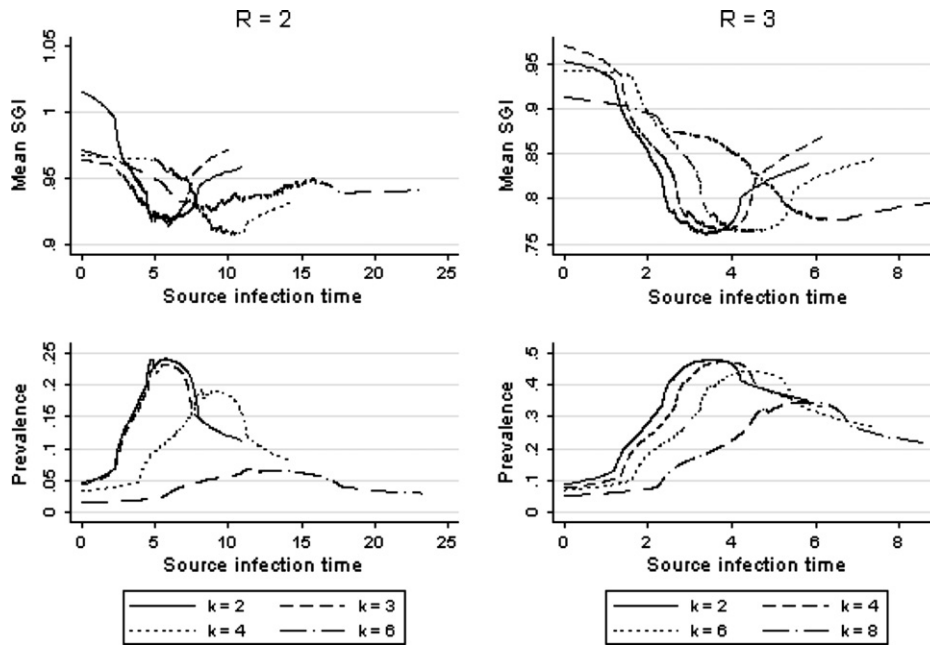 R = 2
R = 3
Mean SGI
1.05
1
.95
.9
0 5 10 15 20 25
Source infection time
Mean SGI
.95
.9
.85
.8
.75
0 2 4 6 8
Source infection time
Prevalence
.25
.2
.15
.1
.05
0
0 5 10 15 20 25
Source infection time
Prevalence
.5
.4
.3
.2
.1
0
0 2 4 6 8
Source infection time
k = 2 k = 3
k = 4 k = 6
k = 2 k = 4
k = 6 k = 8